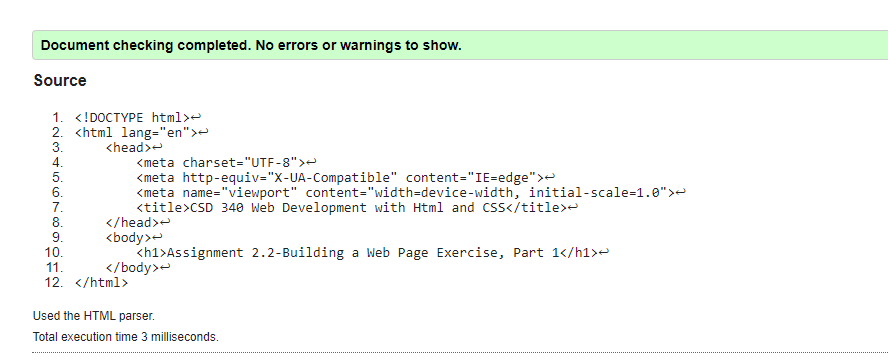 Document checking completed. No errors or warnings to show.
Source
1. <!DOCTYPE html>↩
2. <html lang="en">↩
3. <head>↩
4. <meta charset="UTF-8">↩
5. <meta http-equiv="X-UA-Compatible" content="IE=edge">↩
6. <meta name="viewport" content="width=device-width, initial-scale=1.0">↩
7. <title>CSD 340 Web Development with Html and CSS</title>↩
8. </head>↩
9. <body>↩
10. <h1>Assignment 2.2-Building a Web Page Exercise, Part 1</h1>↩
11. </body>↩
12. </html>
Used the HTML parser.
Total execution time 3 milliseconds.